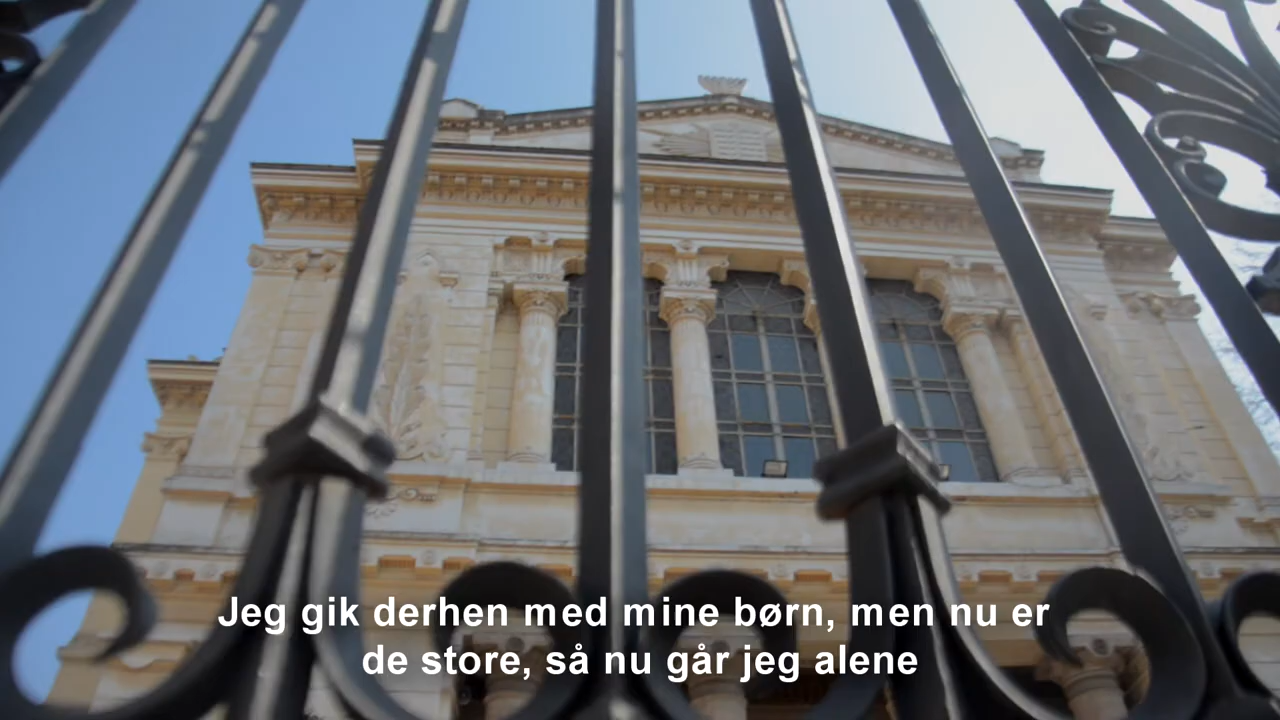 Jeg gik derhen med mine børn, men nu er
de store, så nu går jeg alene